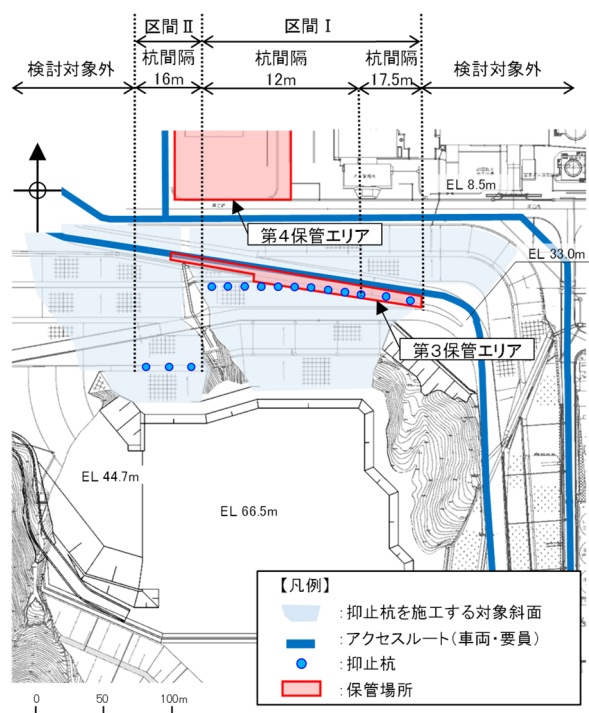 区間Ⅱ 区間Ⅰ
検討対象外 杭間隔 杭間隔 杭間隔 検討対象外
16m 12m 17.5m
EL 8.5m
第4保管エリア
EL 33.0m
第3保管エリア
EL 44.7m
EL 66.5m
【凡例】
:抑止杭を施工する対象斜面
:アクセスルート(車両・要員)
:抑止杭
:保管場所
0 50 100m